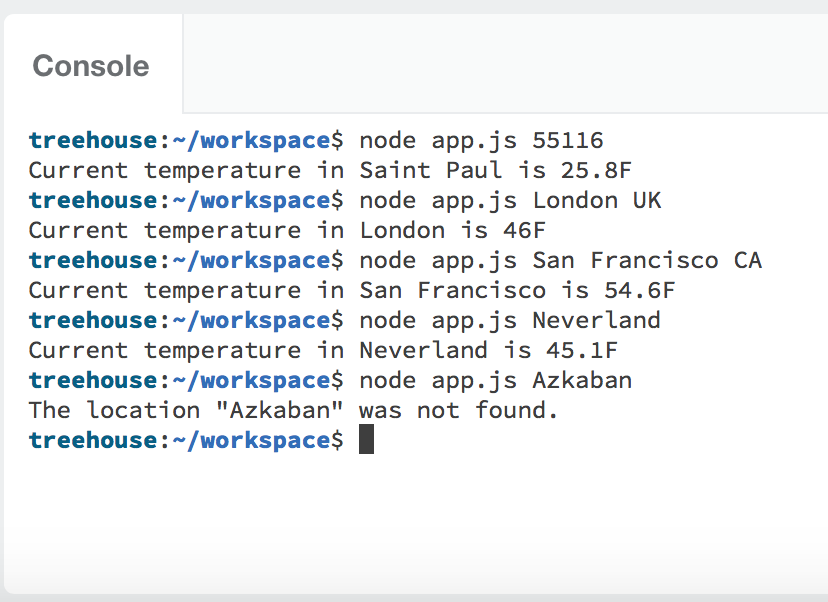 Console
treehouse:~/workspace$ node app.js 55116
Current temperature in Saint Paul is 25.8F
treehouse:~/workspace$ node app.js London UK
Current temperature in London is 46F
treehouse:~/workspace$ node app.js San Francisco CA
Current temperature in San Francisco is 54.6F
treehouse:~/workspace$ node app.js Neverland
Current temperature in Neverland is 45.1F
treehouse:~/workspace$ node app.js Azkaban
The location "Azkaban" was not found.
treehouse:~/workspace$